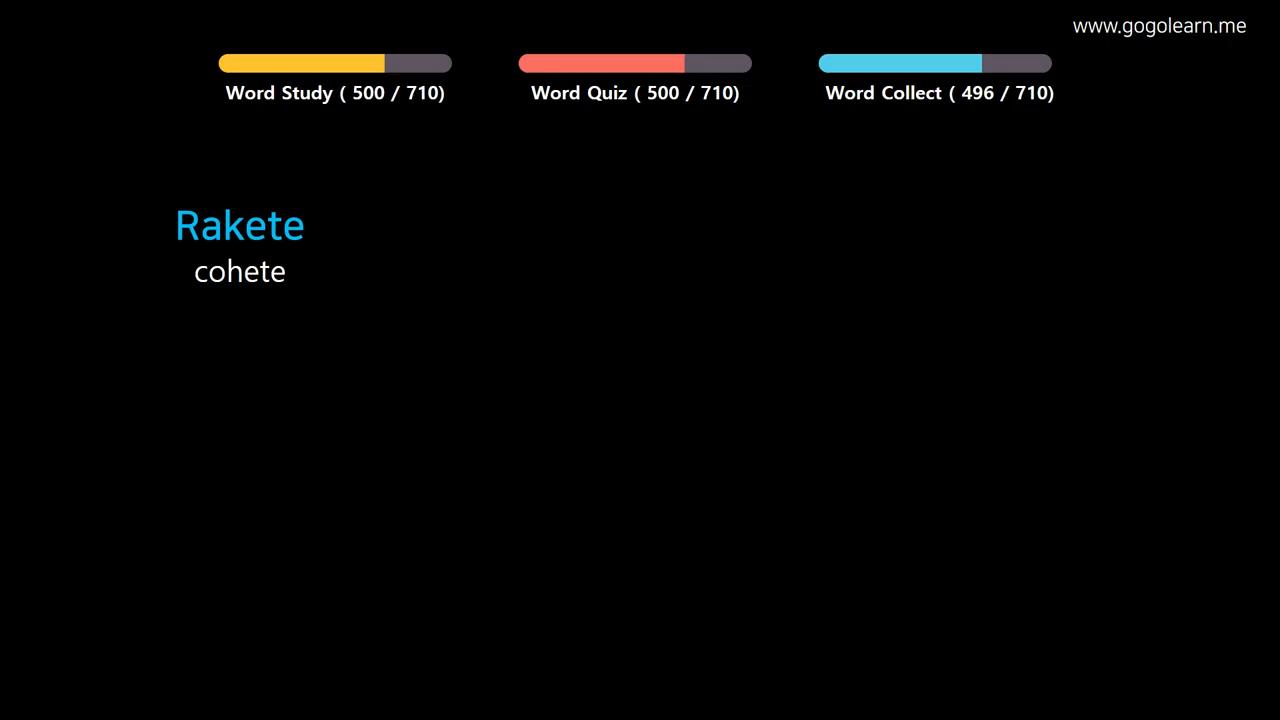 www.gogolearn.me
Word Study ( 500 / 710)
Word Quiz ( 500 / 710)
Word Collect ( 496 / 710)
Rakete
cohete